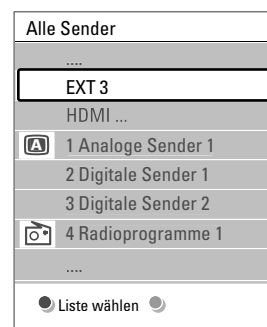 Alle Sender
....
EXT 3
HDMI ...
A 1 Analoge Sender 1
2 Digitale Sender 1
3 Digitale Sender 2
4 Radioprogramme 1
....
Liste wählen